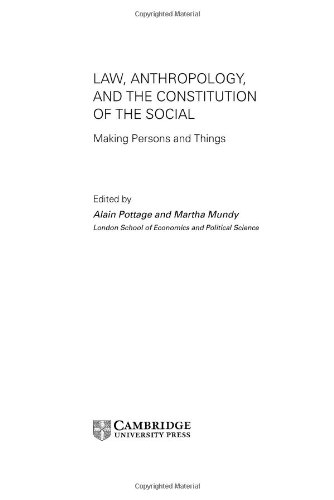 Copyrighted Material
LAW, ANTHROPOLOGY,
AND THE CONSTITUTION
OF THE SOCIAL
Making Persons and Things
Edited by
Alain Pottage and Martha Mundy
London School of Economics and Political Science
CAMBRIDGE
UNIVERSITY PRESS
Copyrighted Material